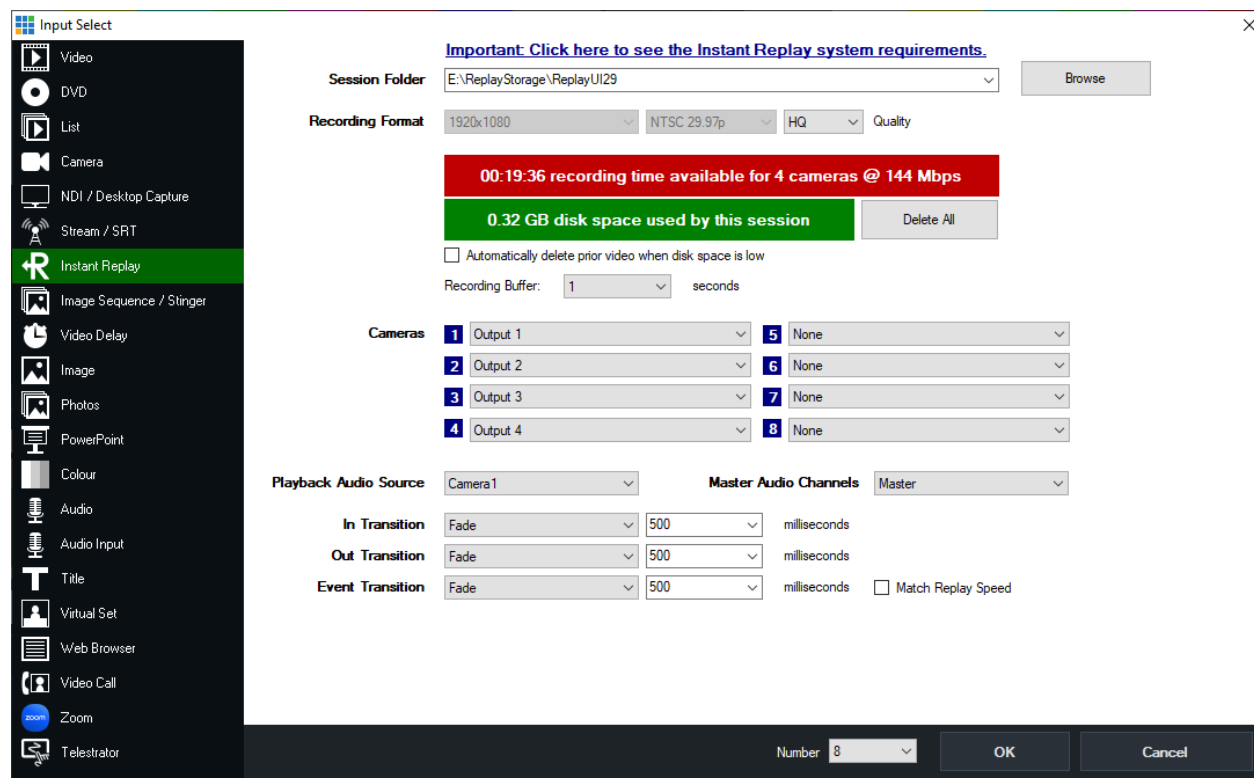 Input Select
Video
DVD
List
Camera
NDI / Desktop Capture
Stream / SRT
Instant Replay
Image Sequence / Stinger
Video Delay
Image
Photos
PowerPoint
Colour
Audio
Audio Input
Title
Virtual Set
Web Browser
Video Call
zoom Zoom
Telestrator
Important: Click here to see the Instant Replay system requirements.
Session Folder E:\ReplayStorage\ReplayUI29 Browse
Recording Format 1920x1080 NTSC 29.97p HQ Quality
00:19:36 recording time available for 4 cameras @ 144 Mbps
0.32 GB disk space used by this session Delete All
Automatically delete prior video when disk space is low
Recording Buffer: 1 seconds
Cameras 1 Output 1 5 None
2 Output 2 6 None
3 Output 3 7 None
4 Output 4 8 None
Playback Audio Source Camera1 Master Audio Channels Master
In Transition Fade 500 milliseconds
Out Transition Fade 500 milliseconds
Event Transition Fade 500 milliseconds Match Replay Speed
Number 8 OK Cancel